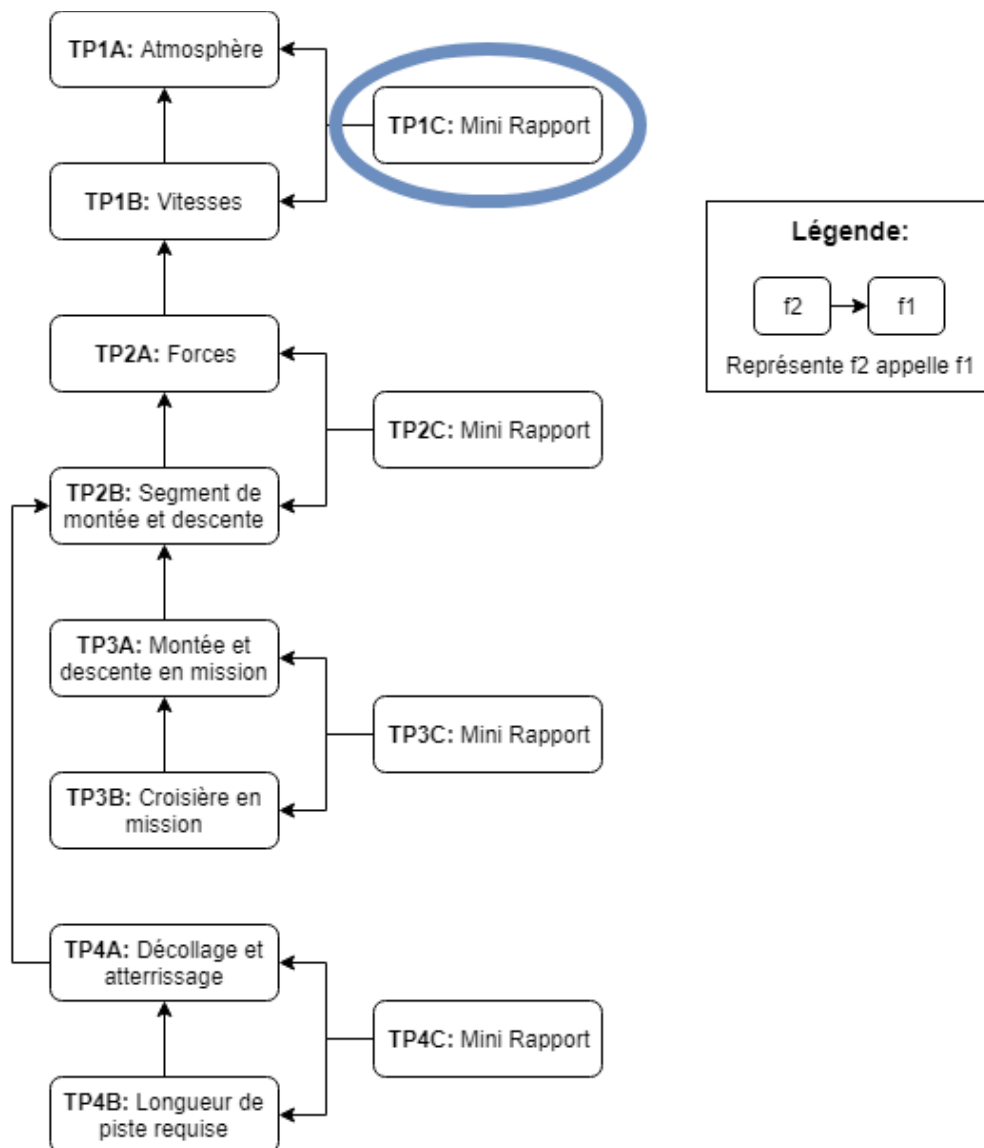 TP1A: Atmosphère
TP1C: Mini Rapport
TP1B: Vitesses
Légende:
f2
f1
Représente f2 appelle f1
TP2A: Forces
TP2C: Mini Rapport
TP2B: Segment de
montée et descente
TP3A: Montée et
descente en mission
TP3C: Mini Rapport
TP3B: Croisière en
mission
TP4A: Décollage et
atterrissage
TP4C: Mini Rapport
TP4B: Longueur de
piste requise